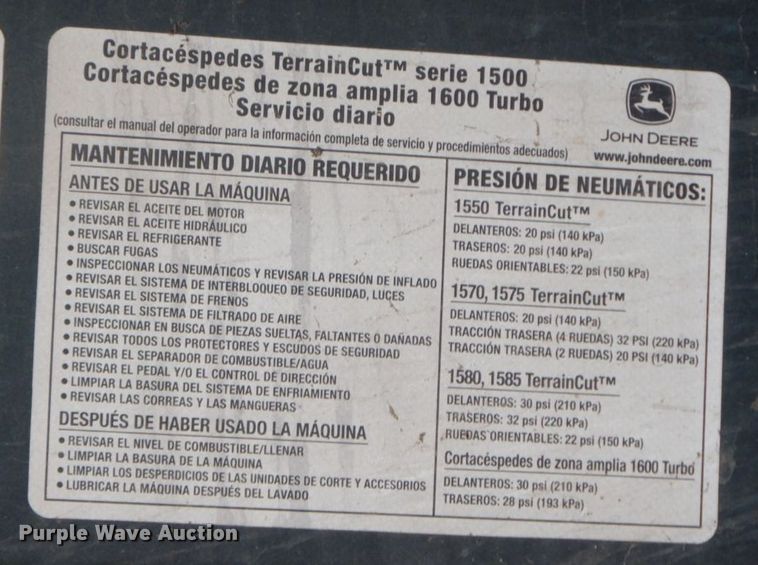 Cortacéspedes TerrainCut™ serie 1500
Cortacéspedes de zona amplia 1600 Turbo
Servicio diario
(consultar el manual del operador para la información completa de servicio y procedimientos adecuados)
JOHN DEERE
www.johndeere.com
MANTENIMIENTO DIARIO REQUERIDO
ANTES DE USAR LA MÁQUINA
• REVISAR EL ACEITE DEL MOTOR
• REVISAR EL ACEITE HIDRÁULICO
• REVISAR EL REFRIGERANTE
• BUSCAR FUGAS
• INSPECCIONAR LOS NEUMÁTICOS Y REVISAR LA PRESIÓN DE INFLADO
• REVISAR EL SISTEMA DE INTERBLOQUEO DE SEGURIDAD, LUCES
• REVISAR EL SISTEMA DE FRENOS
• REVISAR EL SISTEMA DE FILTRADO DE AIRE
• INSPECCIONAR EN BUSCA DE PIEZAS SUELTAS, FALTANTES O DAÑADAS
• REVISAR TODOS LOS PROTECTORES Y ESCUDOS DE SEGURIDAD
• REVISAR EL SEPARADOR DE COMBUSTIBLE/AGUA
• REVISAR EL PEDAL Y/O EL CONTROL DE DIRECCIÓN
• LIMPIAR LA BASURA DEL SISTEMA DE ENFRIAMIENTO
• REVISAR LAS CORREAS Y LAS MANGUERAS
DESPUÉS DE HABER USADO LA MÁQUINA
• REVISAR EL NIVEL DE COMBUSTIBLE/LLENAR
• LIMPIAR LA BASURA DE LA MÁQUINA
• LIMPIAR LOS DESPERDICIOS DE LAS UNIDADES DE CORTE Y ACCESORIOS
• LUBRICAR LA MÁQUINA DESPUÉS DEL LAVADO
PRESIÓN DE NEUMÁTICOS:
1550 TerrainCut™
DELANTEROS: 20 psi (140 kPa)
TRASEROS: 20 psi (140 kPa)
RUEDAS ORIENTABLES: 22 psi (150 kPa)
1570, 1575 TerrainCut™
DELANTEROS: 20 psi (140 kPa)
TRACCIÓN TRASERA (4 RUEDAS) 32 PSI (220 kPa)
TRACCIÓN TRASERA (2 RUEDAS) 20 PSI (140 kPa)
1580, 1585 TerrainCut™
DELANTEROS: 30 psi (210 kPa)
TRASEROS: 32 psi (220 kPa)
RUEDAS ORIENTABLES: 22 psi (150 kPa)
Cortacéspedes de zona amplia 1600 Turbo
DELANTEROS: 30 psi (210 kPa)
TRASEROS: 28 psi (193 kPa)
Purple Wave Auction